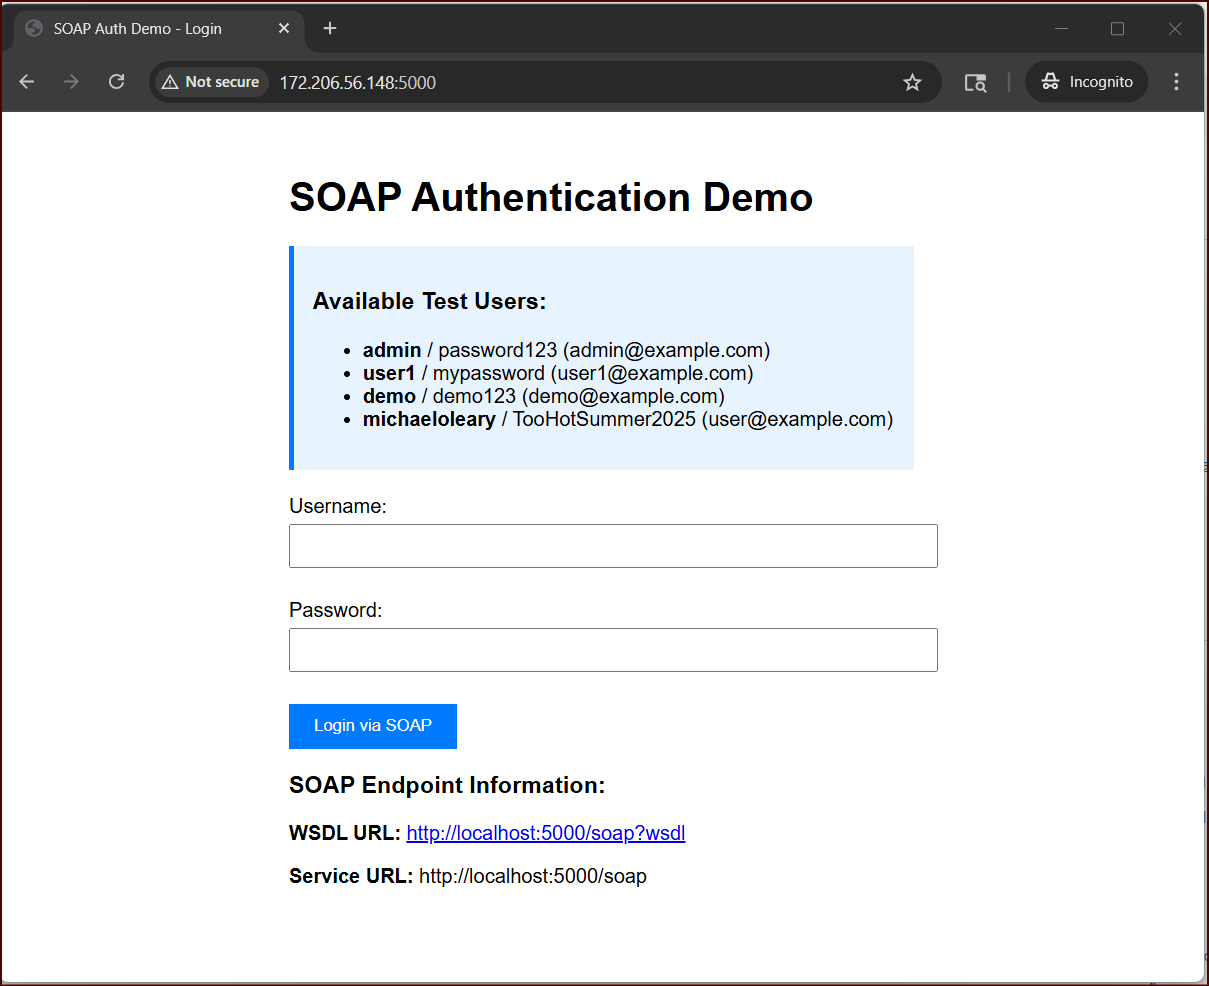 SOAP Auth Demo - Login
Not secure
172.206.56.148:5000
Incognito
SOAP Authentication Demo
Available Test Users:
• admin / password123 (admin@example.com)
• user1 / mypassword (user1@example.com)
• demo / demo123 (demo@example.com)
• michaeloleary / TooHotSummer2025 (user@example.com)
Username:
Password:
Login via SOAP
SOAP Endpoint Information:
WSDL URL: http://localhost:5000/soap?wsdl
Service URL: http://localhost:5000/soap